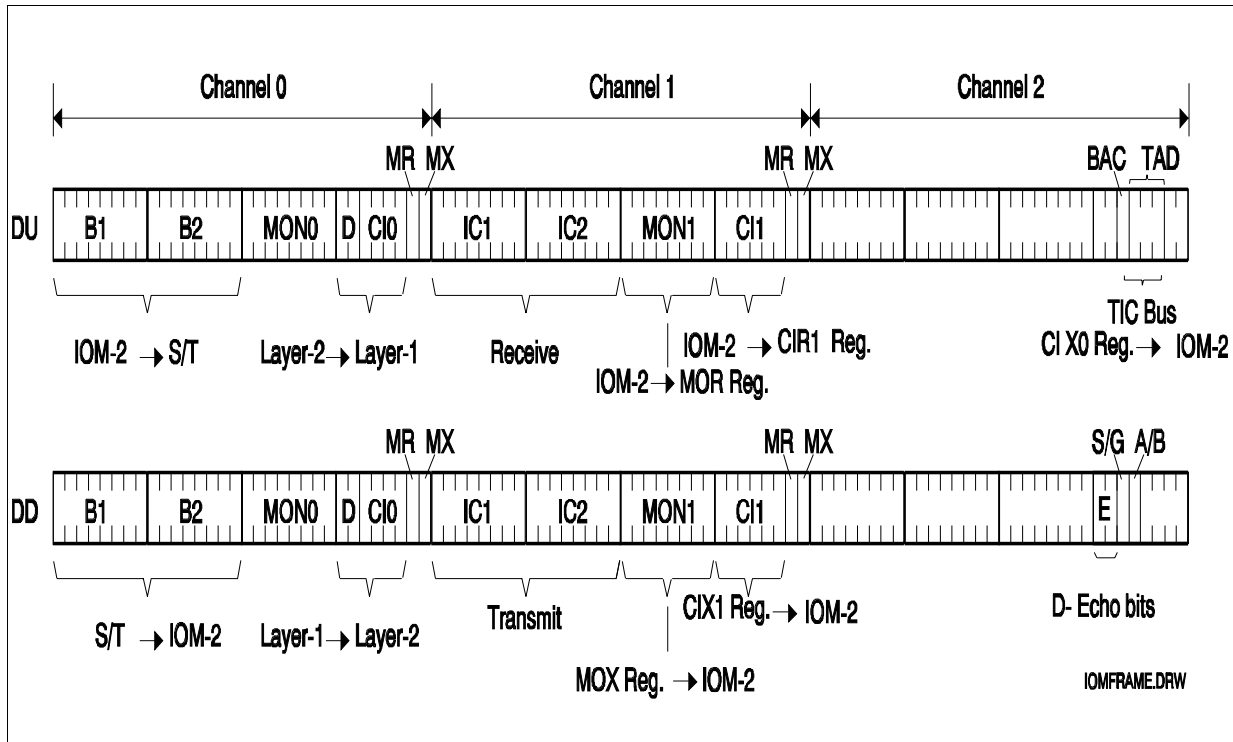 Channel 0 Channel 1 Channel 2
MR MX MR MX BAC TAD
DU B1 B2 MON0 D CI0 IC1 IC2 MON1 CI1
IOM-2 → S/T Layer-2 → Layer-1 Receive IOM-2 → CIR1 Reg. TIC Bus
IOM-2 → MOR Reg. CI X0 Reg. → IOM-2
MR MX MR MX S/G A/B
DD B1 B2 MON0 D CI0 IC1 IC2 MON1 CI1 E
S/T → IOM-2 Layer-1 → Layer-2 Transmit CIX1 Reg. → IOM-2 D- Echo bits
MOX Reg. → IOM-2 IOMFRAME.DRW